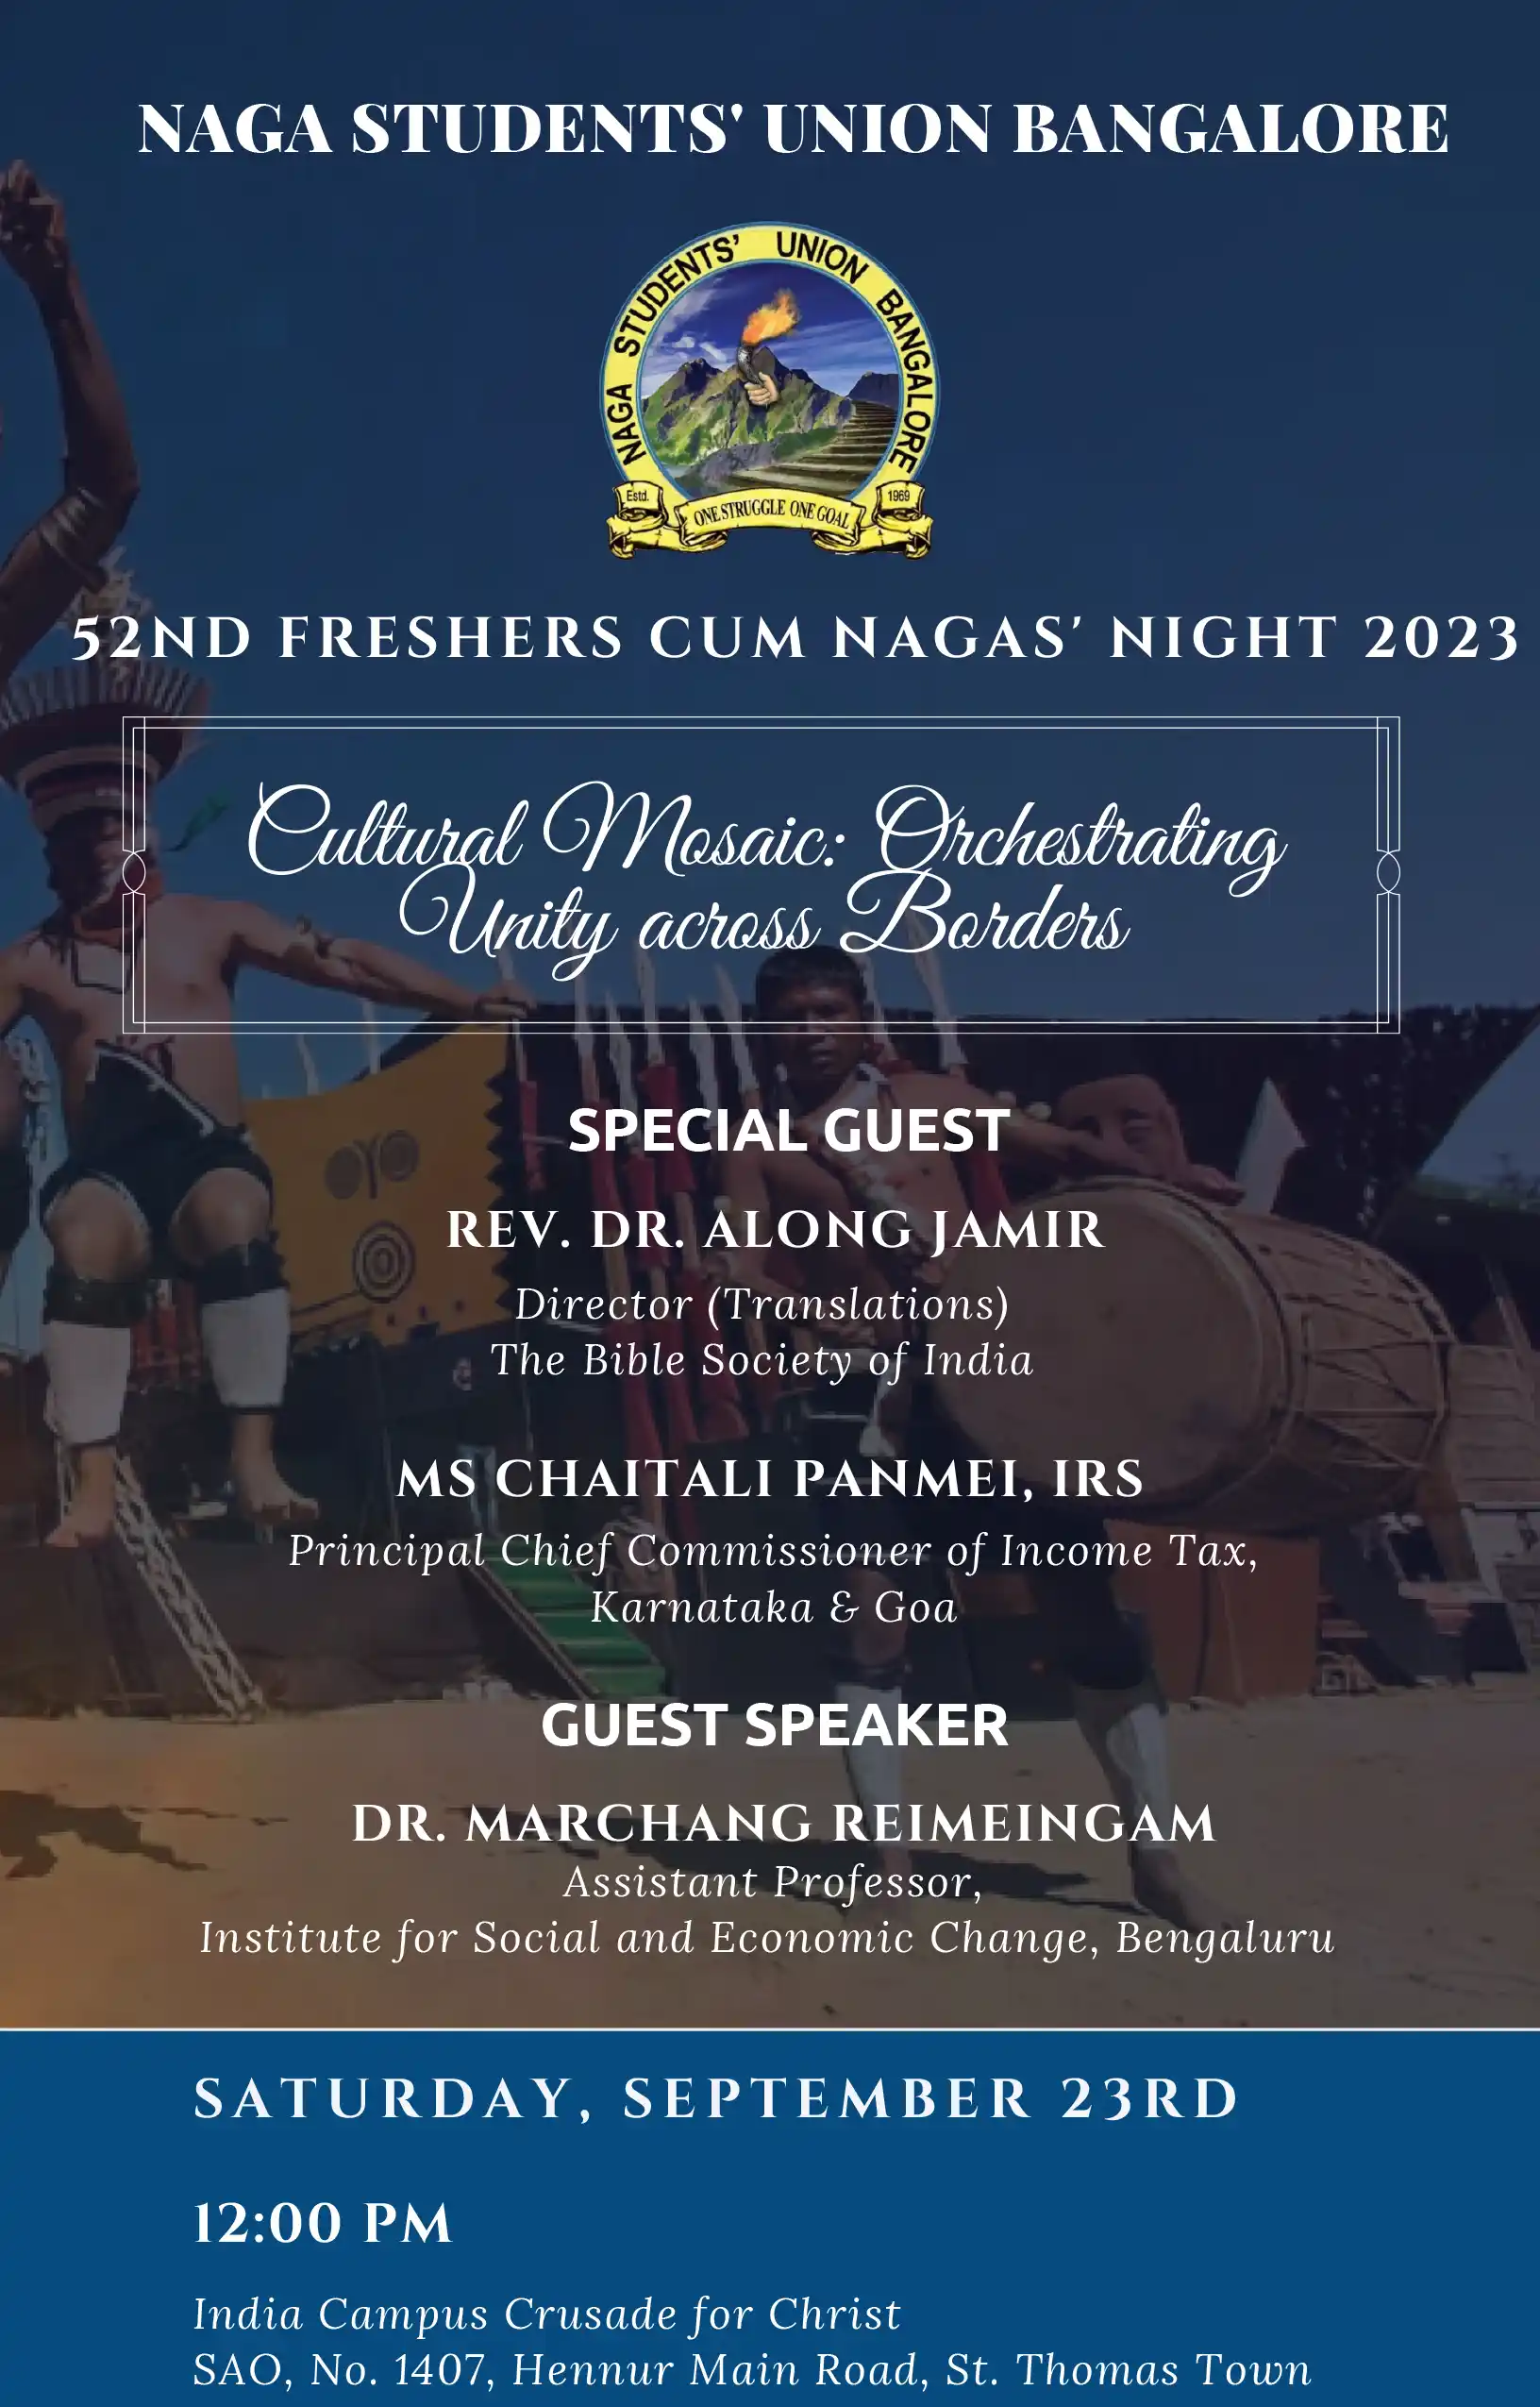 NAGA STUDENTS' UNION BANGALORE
NAGA STUDENTS' UNION BANGALORE
Estd. 1969
ONE STRUGGLE ONE GOAL
52ND FRESHERS CUM NAGAS' NIGHT 2023
Cultural Mosaic: Orchestrating
Unity across Borders
SPECIAL GUEST
REV. DR. ALONG JAMIR
Director (Translations)
The Bible Society of India
MS CHAITALI PANMEI, IRS
Principal Chief Commissioner of Income Tax,
Karnataka & Goa
GUEST SPEAKER
DR. MARCHANG REIMEINGAM
Assistant Professor,
Institute for Social and Economic Change, Bengaluru
SATURDAY, SEPTEMBER 23RD
12:00 PM
India Campus Crusade for Christ
SAO, No. 1407, Hennur Main Road, St. Thomas Town